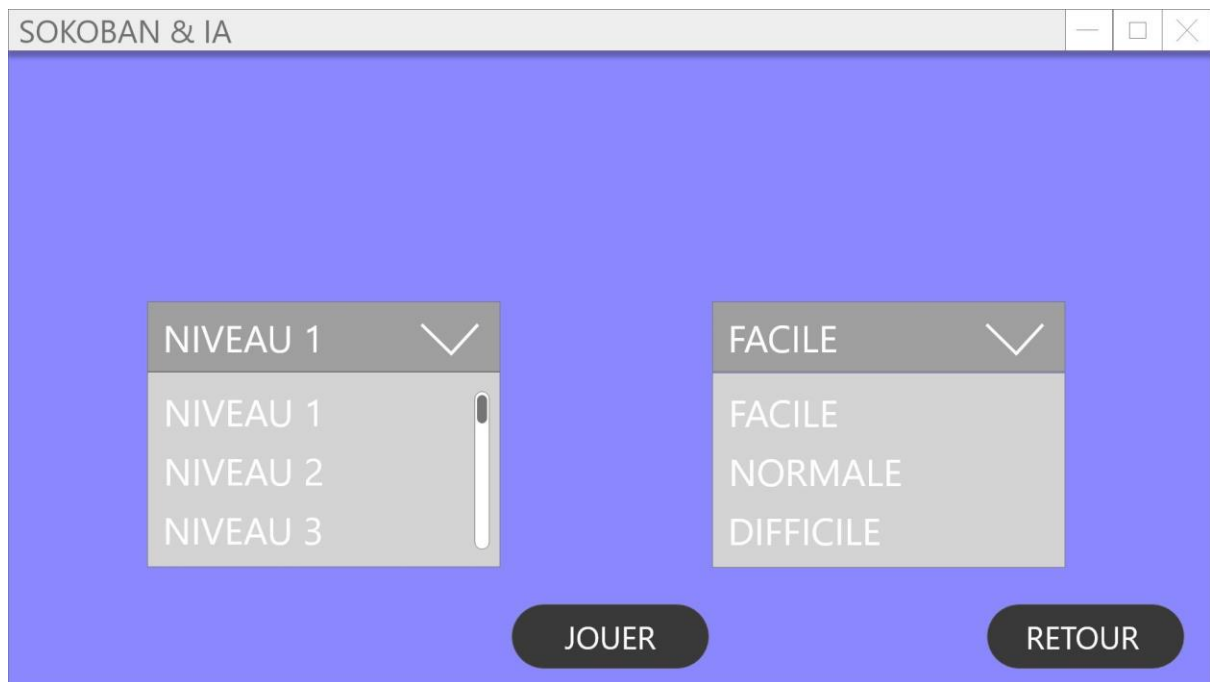 SOKOBAN & IA
NIVEAU 1
NIVEAU 1
NIVEAU 2
NIVEAU 3
FACILE
FACILE
NORMALE
DIFFICILE
JOUER
RETOUR